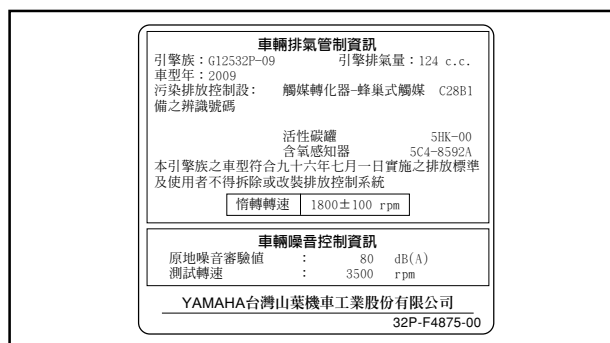 車輛排氣管制資訊
引擎族：G12532P-09 引擎排氣量：124 c.c.
車型年：2009
污染排放控制設： 觸媒轉化器-蜂巢式觸媒 C28B1
備之辨識號碼
活性碳罐 5HK-00
含氧感知器 5C4-8592A
本引擎族之車型符合九十六年七月一日實施之排放標準
及使用者不得拆除或改裝排放控制系統
惰轉轉速 1800±100 rpm
車輛噪音控制資訊
原地噪音審驗値 : 80 dB(A)
測試轉速 : 3500 rpm
YAMAHA台灣山葉機車工業股份有限公司
32P-F4875-00